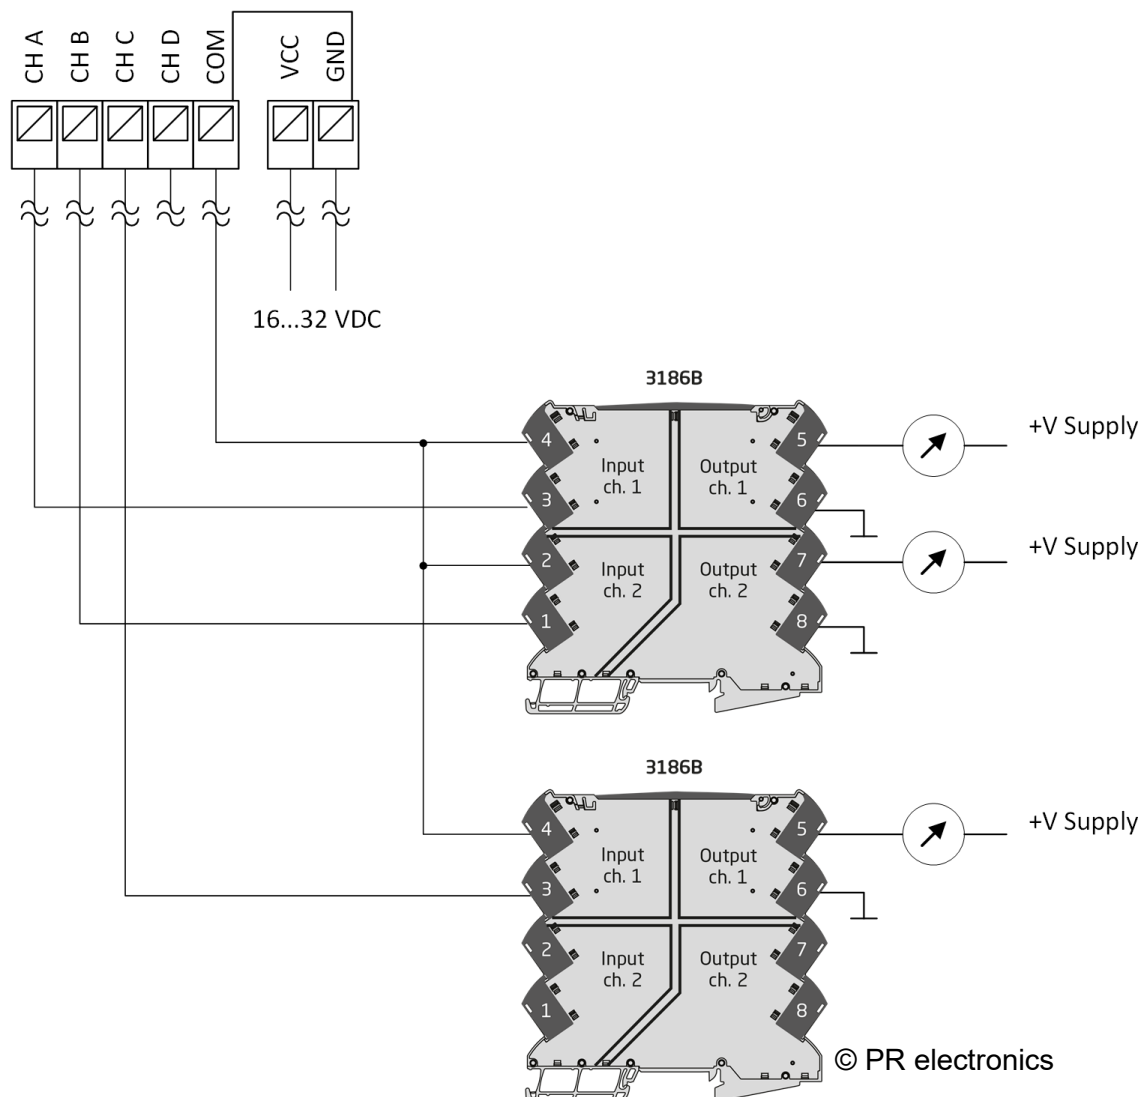 CH A
CH B
CH C
CH D
COM
VCC
GND
16...32 VDC
3186B
4
Input
ch. 1
Output
ch. 1
5
+V Supply
3
6
2
Input
ch. 2
Output
ch. 2
7
+V Supply
1
8
3186B
4
Input
ch. 1
Output
ch. 1
5
+V Supply
3
6
2
Input
ch. 2
Output
ch. 2
7
1
8
© PR electronics